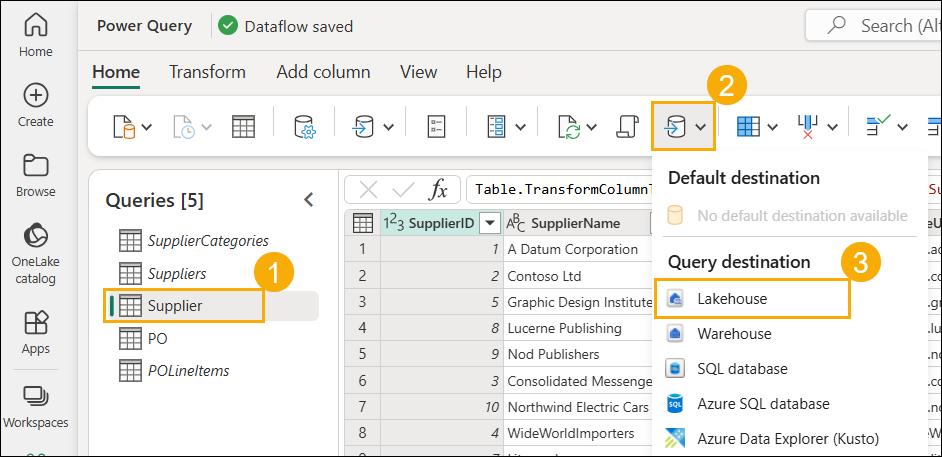 Power Query
Dataflow saved
Search (Alt
Home
Transform
Add column
View
Help
2
Home
Create
Browse
OneLake
catalog
Apps
Workspaces
Queries [5]
SupplierCategories
Suppliers
1
Supplier
PO
POLineItems
fx
Table.TransformColumnT
1 2 3 SupplierID
ABC SupplierName
1 A Datum Corporation
2 Contoso Ltd
3 5 Graphic Design Institute
4 8 Lucerne Publishing
5 9 Nod Publishers
6 3 Consolidated Messenge
7 10 Northwind Electric Cars
8 4 WideWorldImporters
Default destination
No default destination available
Query destination
3
Lakehouse
Warehouse
SQL database
Azure SQL database
Azure Data Explorer (Kusto)